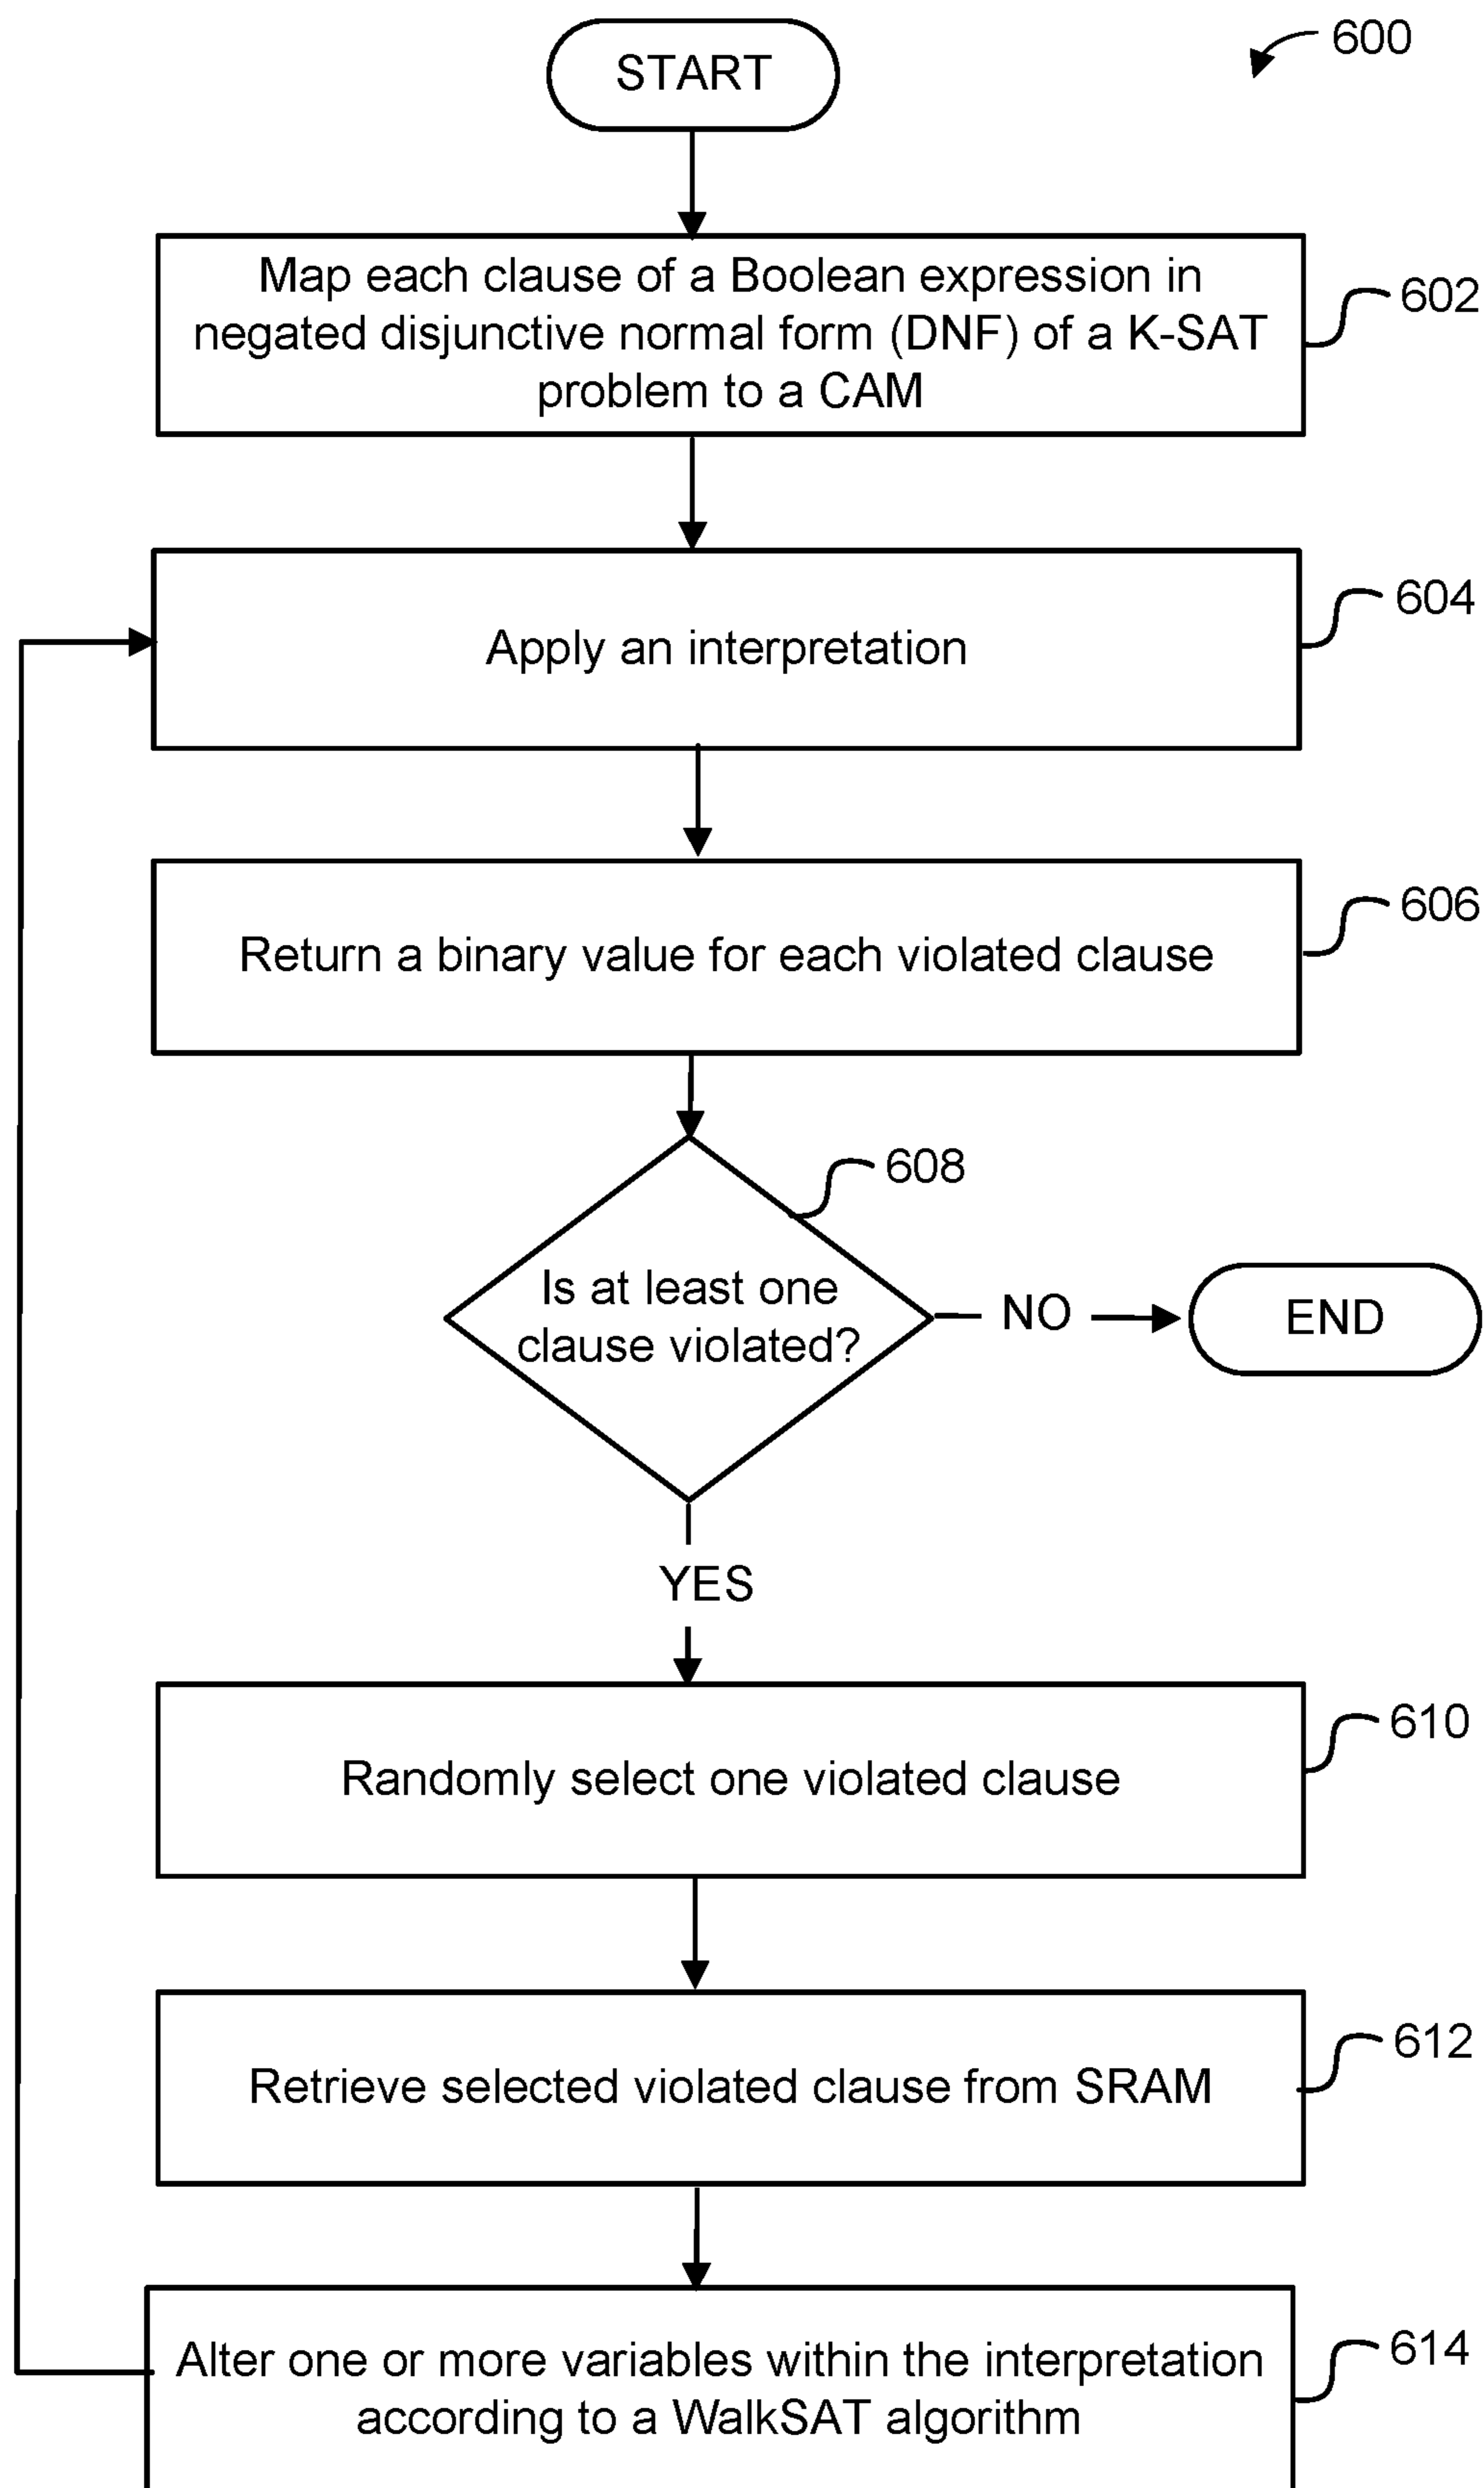 START
600
Map each clause of a Boolean expression in
negated disjunctive normal form (DNF) of a K-SAT
problem to a CAM
602
Apply an interpretation
604
Return a binary value for each violated clause
606
608
Is at least one
clause violated?
NO
END
YES
Randomly select one violated clause
610
Retrieve selected violated clause from SRAM
612
Alter one or more variables within the interpretation
according to a WalkSAT algorithm
614